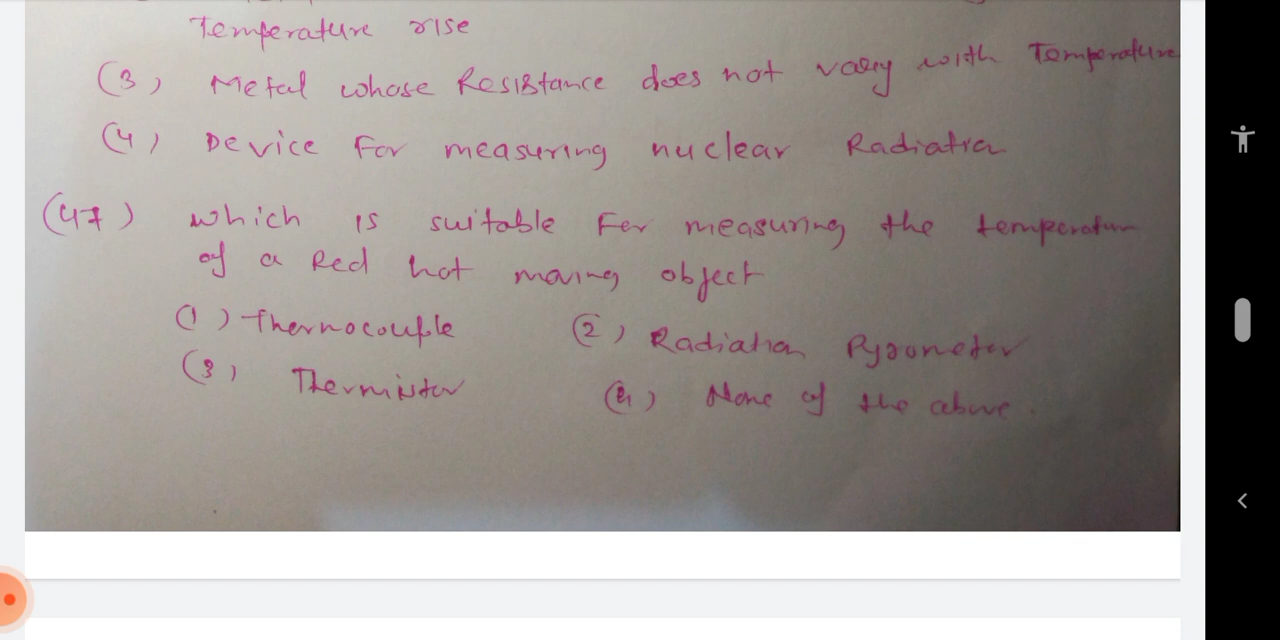 Temperature rise
(3) Metal whose Resistance does not vary with Temperature
(4) Device For measuring nuclear Radiation
(47) which is suitable For measuring the temperature
of a Red hot moving object
(1) Thermocouple (2) Radiation Pyrometer
(3) Thermistor (4) None of the above.